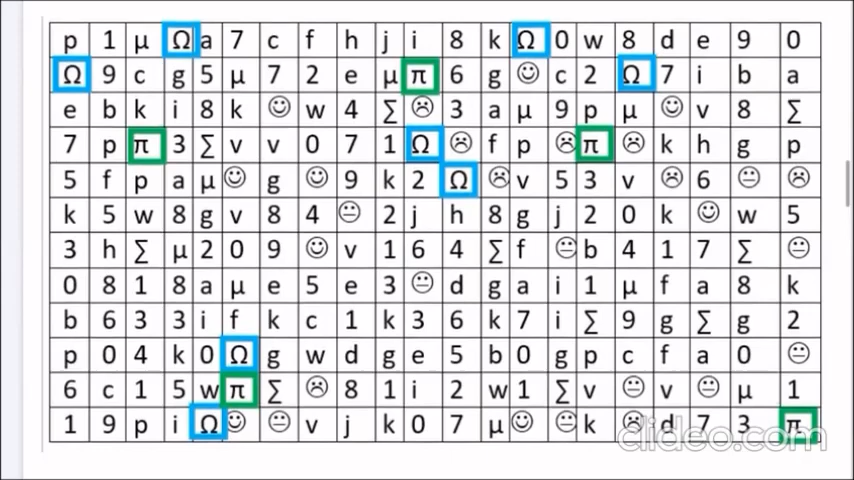 p 1 μ Ω a 7 c f h j i 8 k Ω 0 w 8 d e 9 0
Ω 9 c g 5 μ 7 2 e μ π 6 g ☺ c 2 Ω 7 i b a
e b k i 8 k ☺ w 4 ∑ ☹ 3 a μ 9 p μ ☺ v 8 ∑
7 p π 3 ∑ v v 0 7 1 Ω ☹ f p ☹ π ☹ k h g p
5 f p a μ ☺ g ☺ 9 k 2 Ω ☹ v 5 3 v ☹ 6 😐 ☹
k 5 w 8 g v 8 4 😐 2 j h 8 g j 2 0 k ☺ w 5
3 h ∑ μ 2 0 9 ☺ v 1 6 4 ∑ f 😐 b 4 1 7 ∑ 😐
0 8 1 8 a μ e 5 e 3 😐 d g a i 1 μ f a 8 k
b 6 3 3 i f k c 1 k 3 6 k 7 i ∑ 9 g ∑ g 2
p 0 4 k 0 Ω g w d g e 5 b 0 g p c f a 0 😐
6 c 1 5 w π ∑ ☹ 8 1 i 2 w 1 ∑ v 😐 v 😐 μ 1
1 9 p i Ω ☺ 😐 v j k 0 7 μ ☺ 😐 k ☹ d 7 3 π
clideo.com